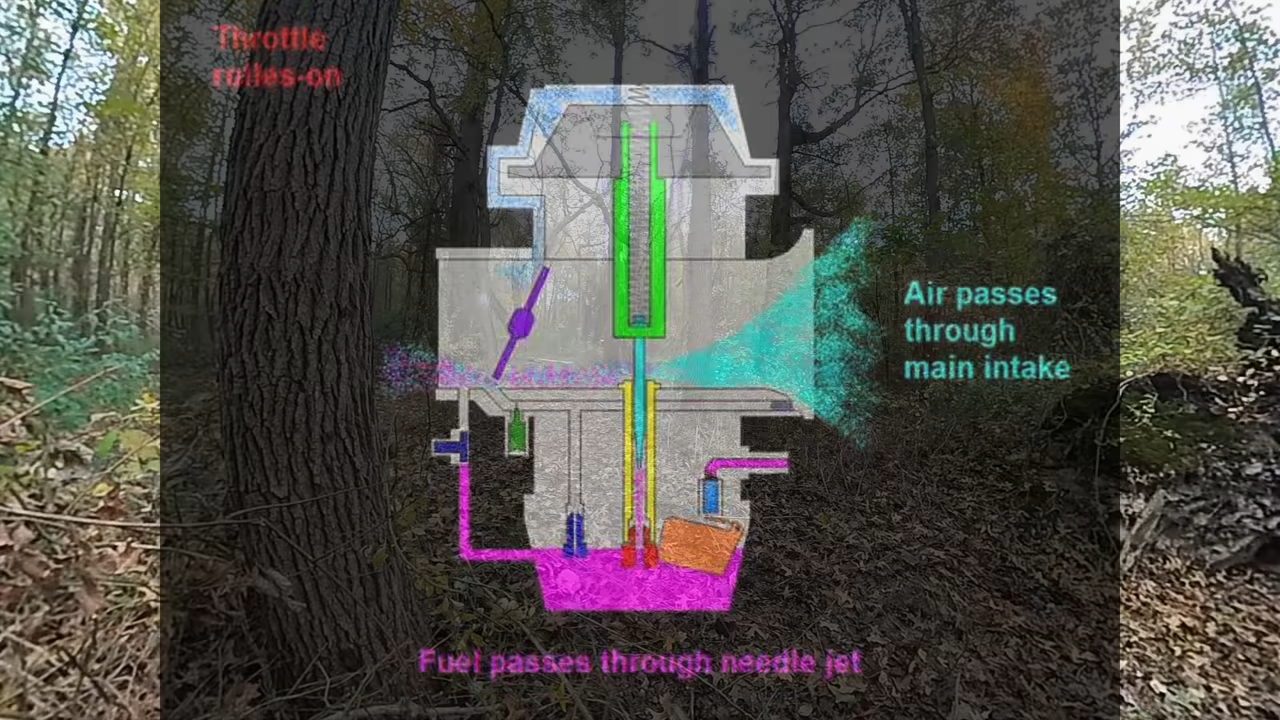 Throttle
rolles-on
Air passes
through
main intake
Fuel passes through needle jet